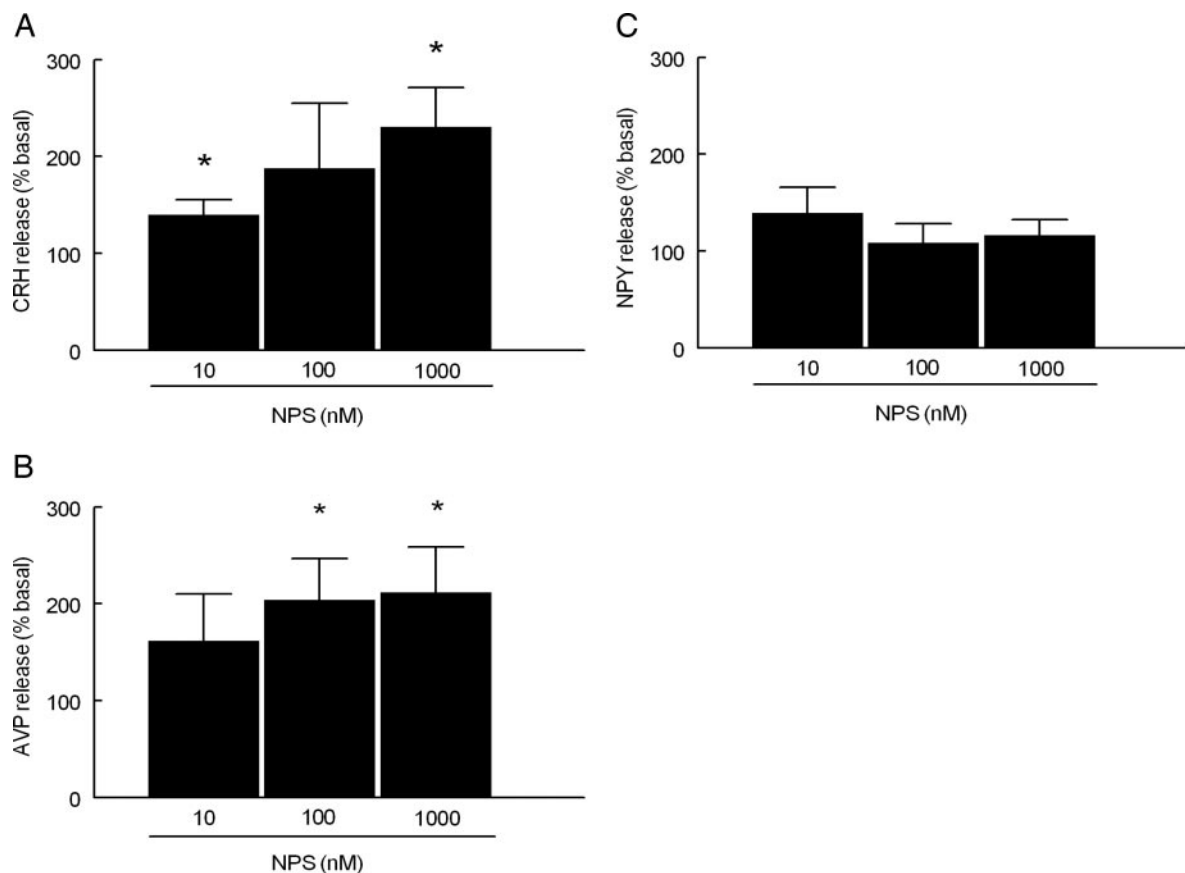 A
CRH release (% basal)
300
200
100
0
*
*
10 100 1000
NPS (nM)
C
NPY release (% basal)
300
200
100
0
10 100 1000
NPS (nM)
B
AVP release (% basal)
300
200
100
0
* *
10 100 1000
NPS (nM)